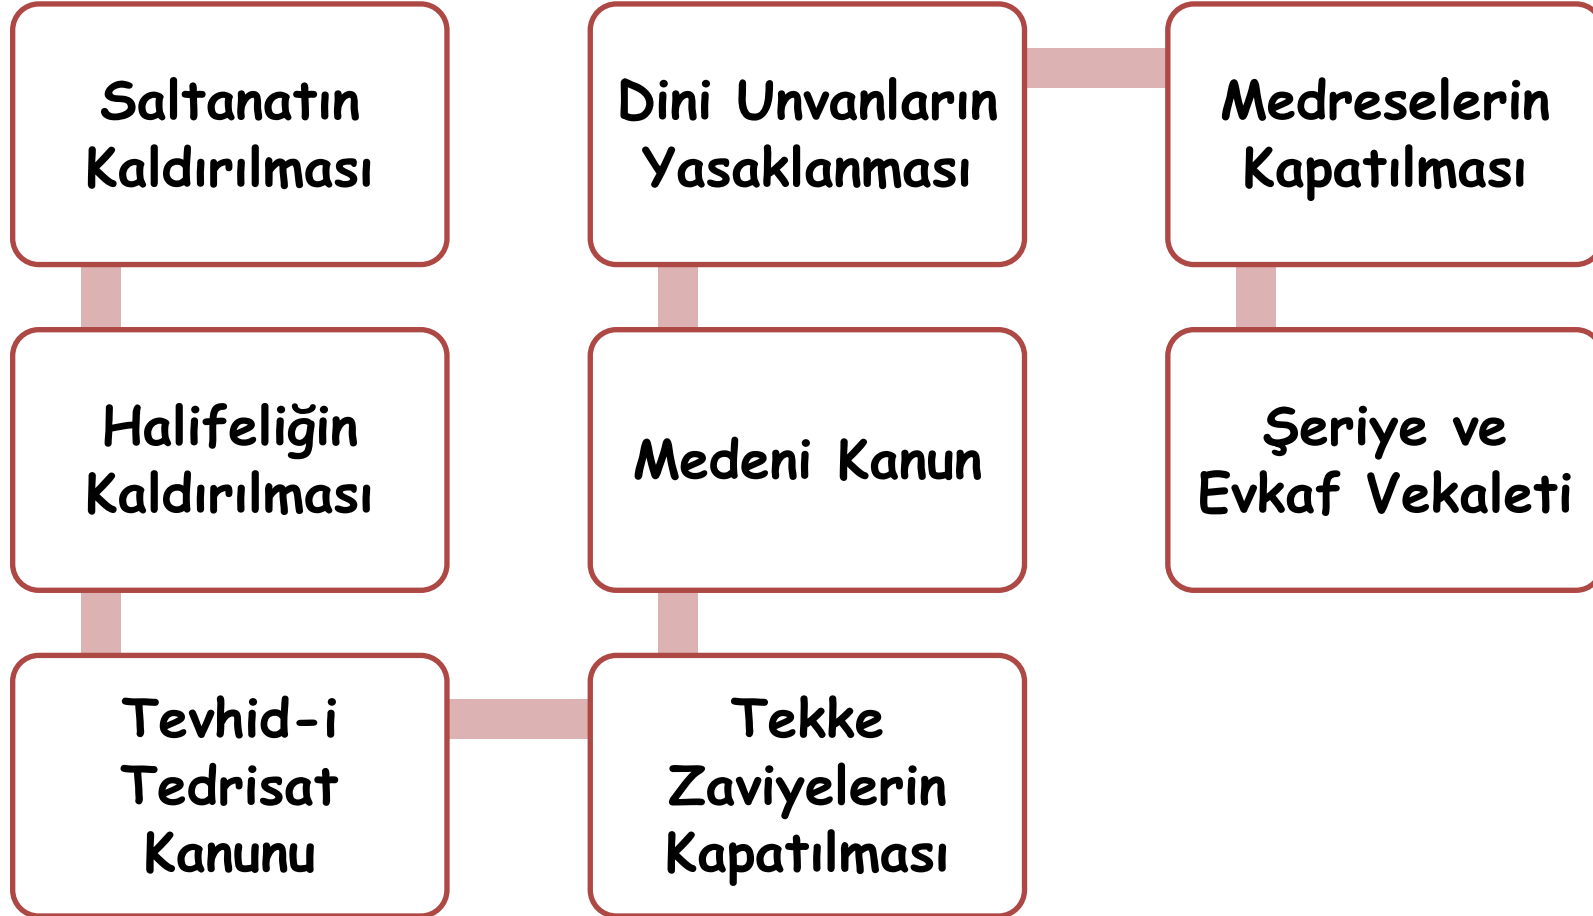 Saltanatın
Kaldırılması
Halifeliğin
Kaldırılması
Tevhid-i
Tedrisat
Kanunu
Tekke
Zaviyelerin
Kapatılması
Medeni Kanun
Dini Unvanların
Yasaklanması
Medreselerin
Kapatılması
Şeriye ve
Evkaf Vekaleti